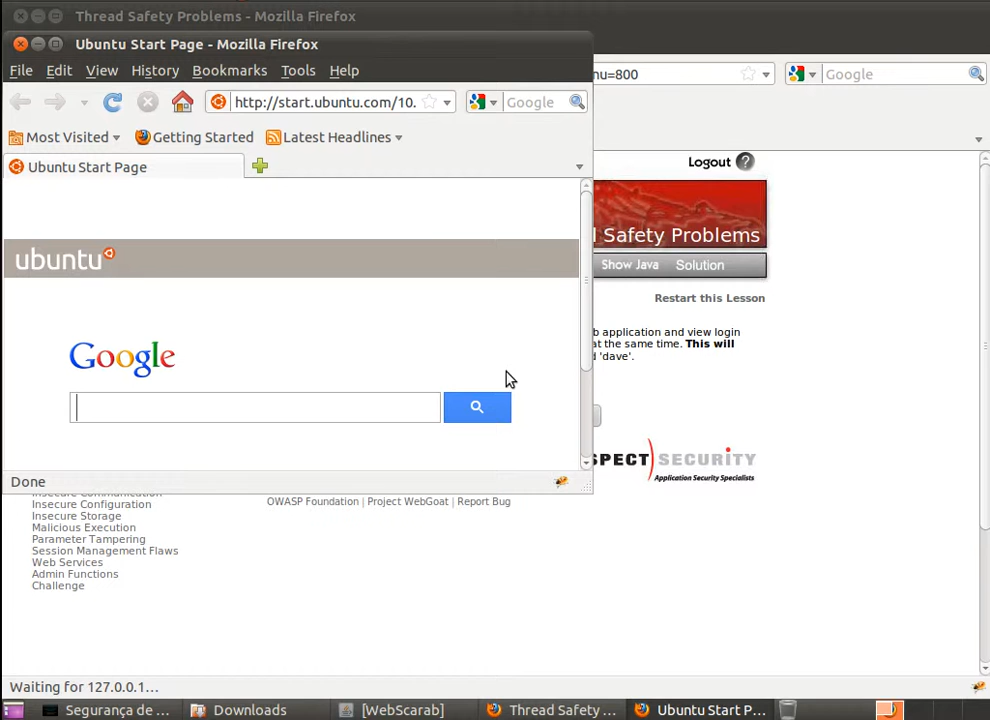 Thread Safety Problems - Mozilla Firefox
Ubuntu Start Page - Mozilla Firefox
File Edit View History Bookmarks Tools Help
http://start.ubuntu.com/10. Google
nu=800 Google
Most Visited Getting Started Latest Headlines
Ubuntu Start Page
Logout ?
Safety Problems
Show Java Solution
Restart this Lesson
b application and view login
at the same time. This will
d 'dave'.
ubuntu
Google
SPECT) SECURITY
Application Security Specialists
Done
Insecure Communication
Insecure Configuration
Insecure Storage
Malicious Execution
Parameter Tampering
Session Management Flaws
Web Services
Admin Functions
Challenge
OWASP Foundation | Project WebGoat | Report Bug
Waiting for 127.0.0.1...
Segurança de ... Downloads [WebScarab] Thread Safety ... Ubuntu Start P...